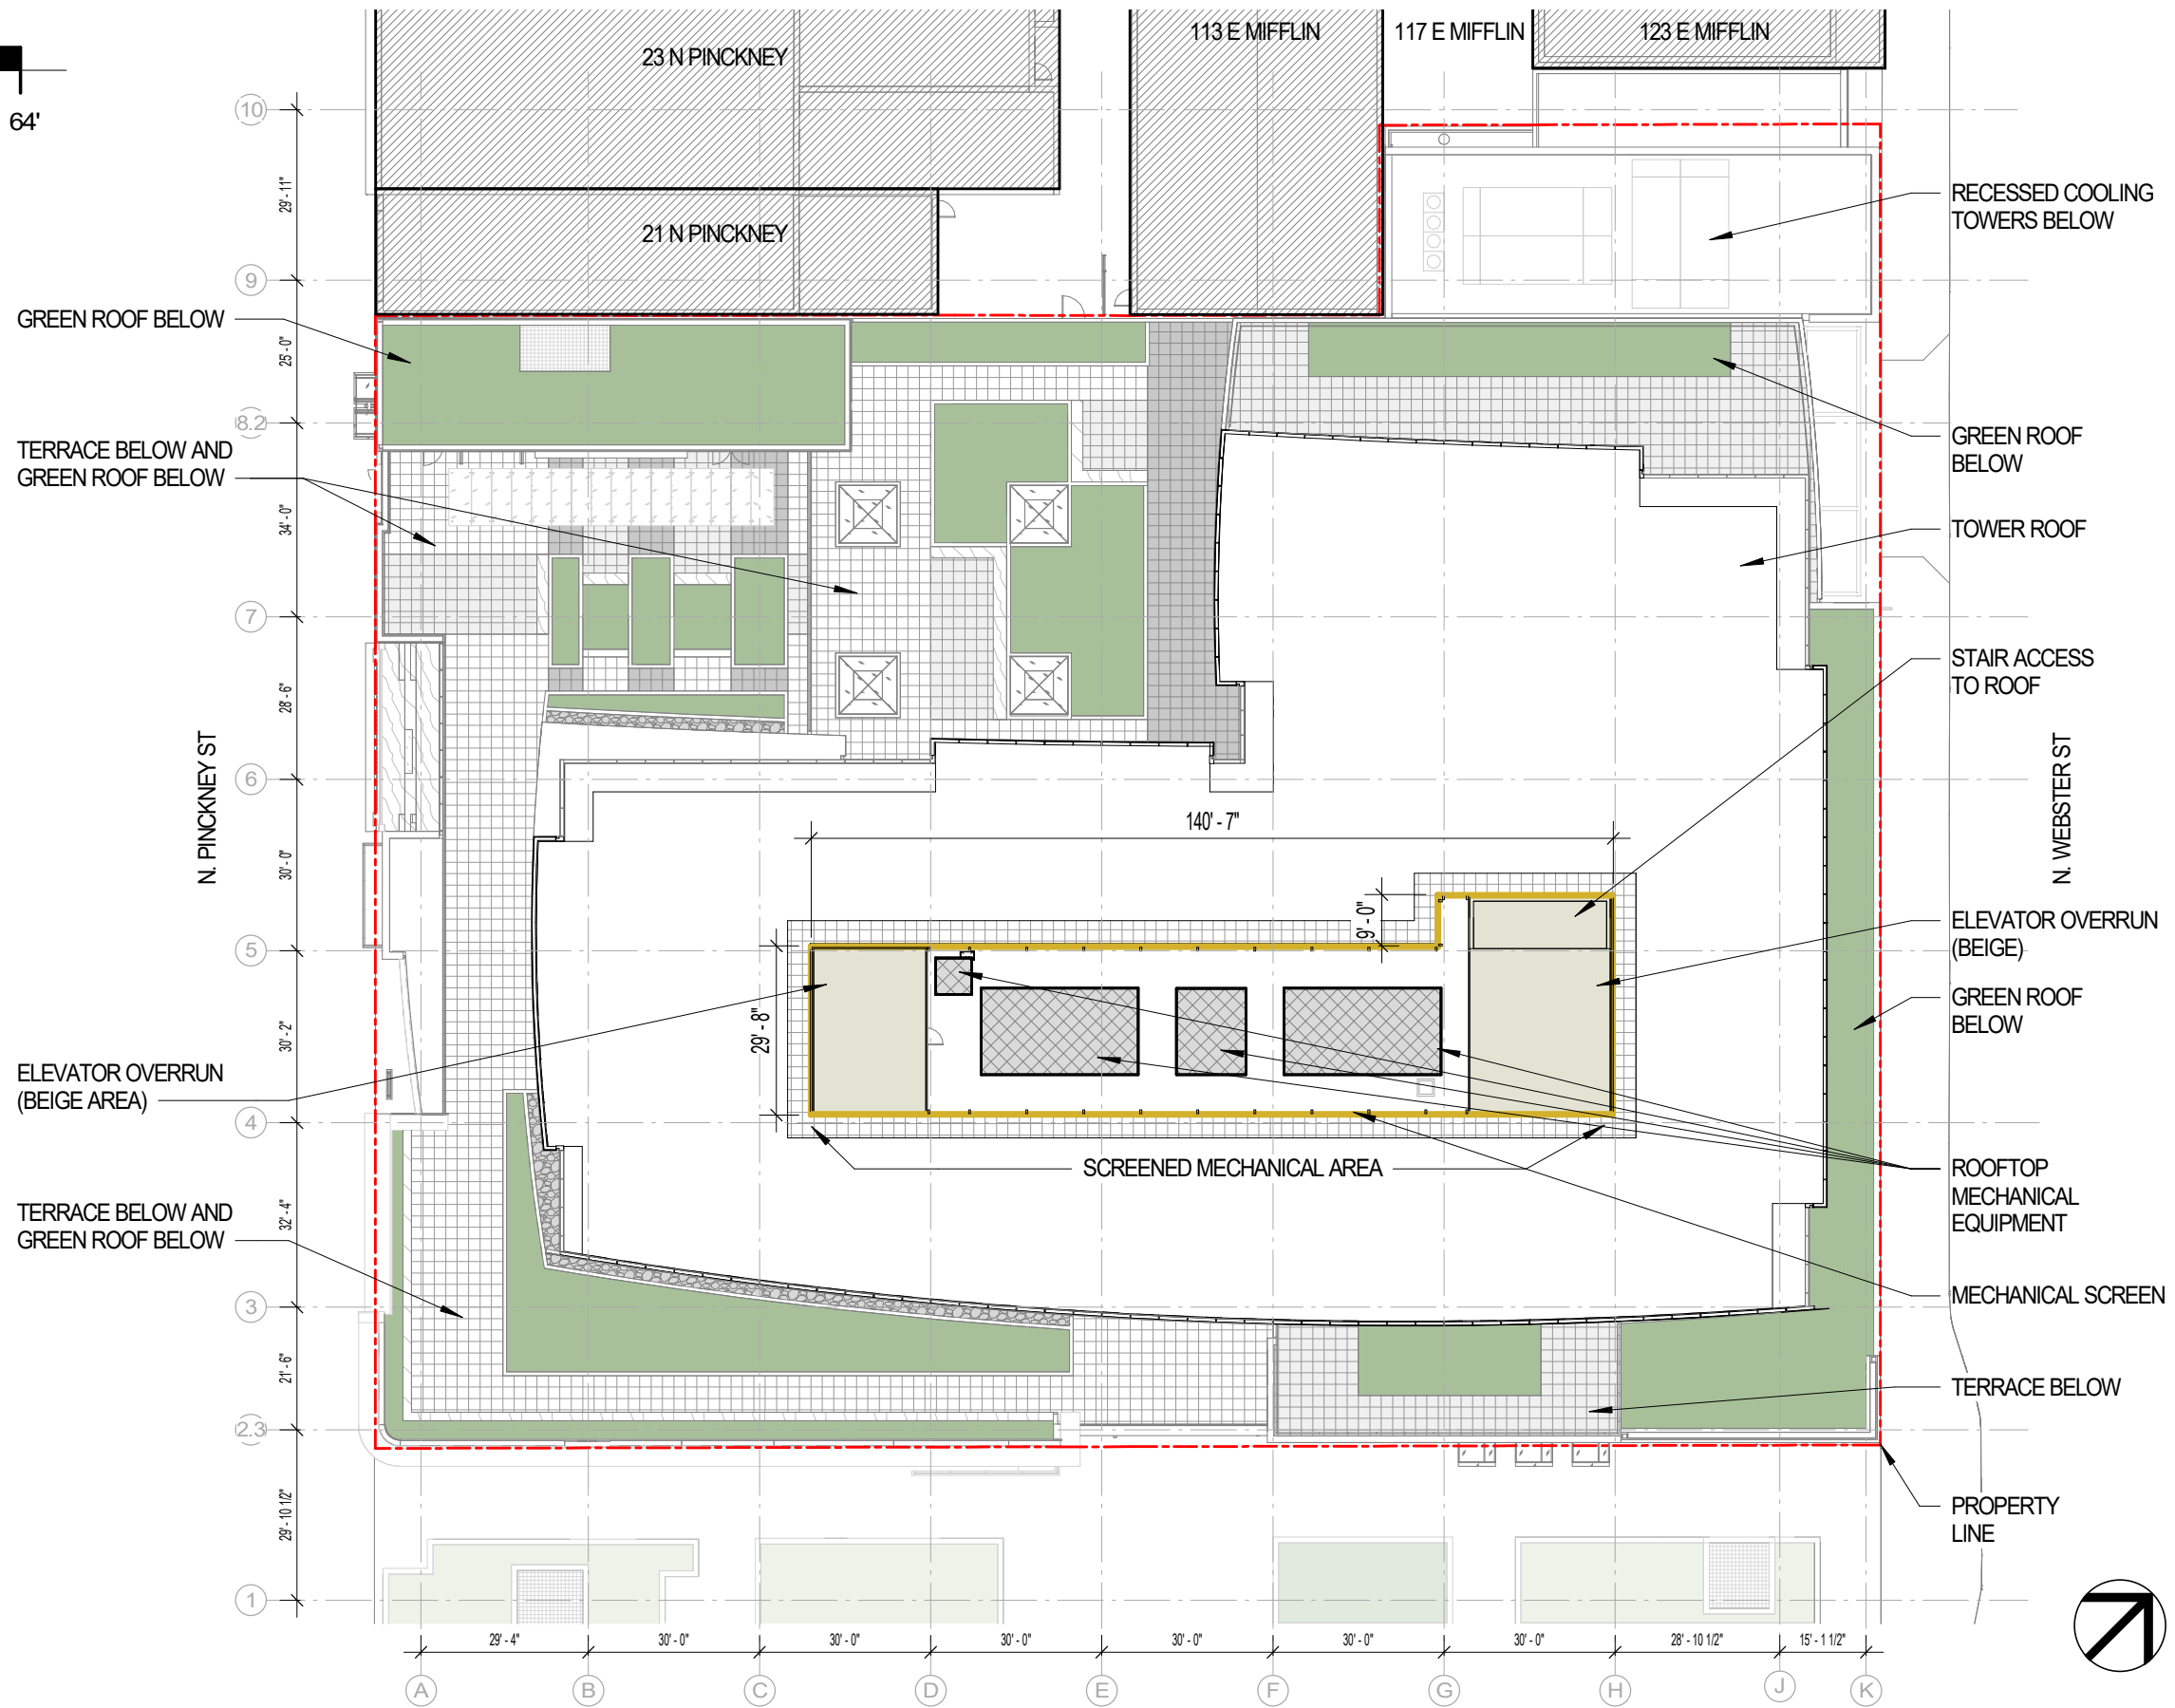 23 N PINCKNEY
113 E MIFFLIN
117 E MIFFLIN
123 E MIFFLIN
64'
10
29' - 11"
RECESSED COOLING
TOWERS BELOW
21 N PINCKNEY
9
GREEN ROOF BELOW
25' - 0"
8.2
TERRACE BELOW AND
GREEN ROOF BELOW
GREEN ROOF
BELOW
34' - 0"
TOWER ROOF
7
STAIR ACCESS
TO ROOF
28' - 6"
N. PINCKNEY ST
N. WEBSTER ST
6
140' - 7"
30' - 0"
9' - 0"
5
ELEVATOR OVERRUN
(BEIGE)
GREEN ROOF
BELOW
30' - 2"
29' - 8"
ELEVATOR OVERRUN
(BEIGE AREA)
4
SCREENED MECHANICAL AREA
ROOFTOP
MECHANICAL
EQUIPMENT
32' - 4"
TERRACE BELOW AND
GREEN ROOF BELOW
MECHANICAL SCREEN
3
21' - 6"
TERRACE BELOW
2.3
29' - 10 1/2"
PROPERTY
LINE
1
29' - 4"
30' - 0"
30' - 0"
30' - 0"
30' - 0"
30' - 0"
30' - 0"
28' - 10 1/2"
15' - 1 1/2"
A
B
C
D
E
F
G
H
J
K